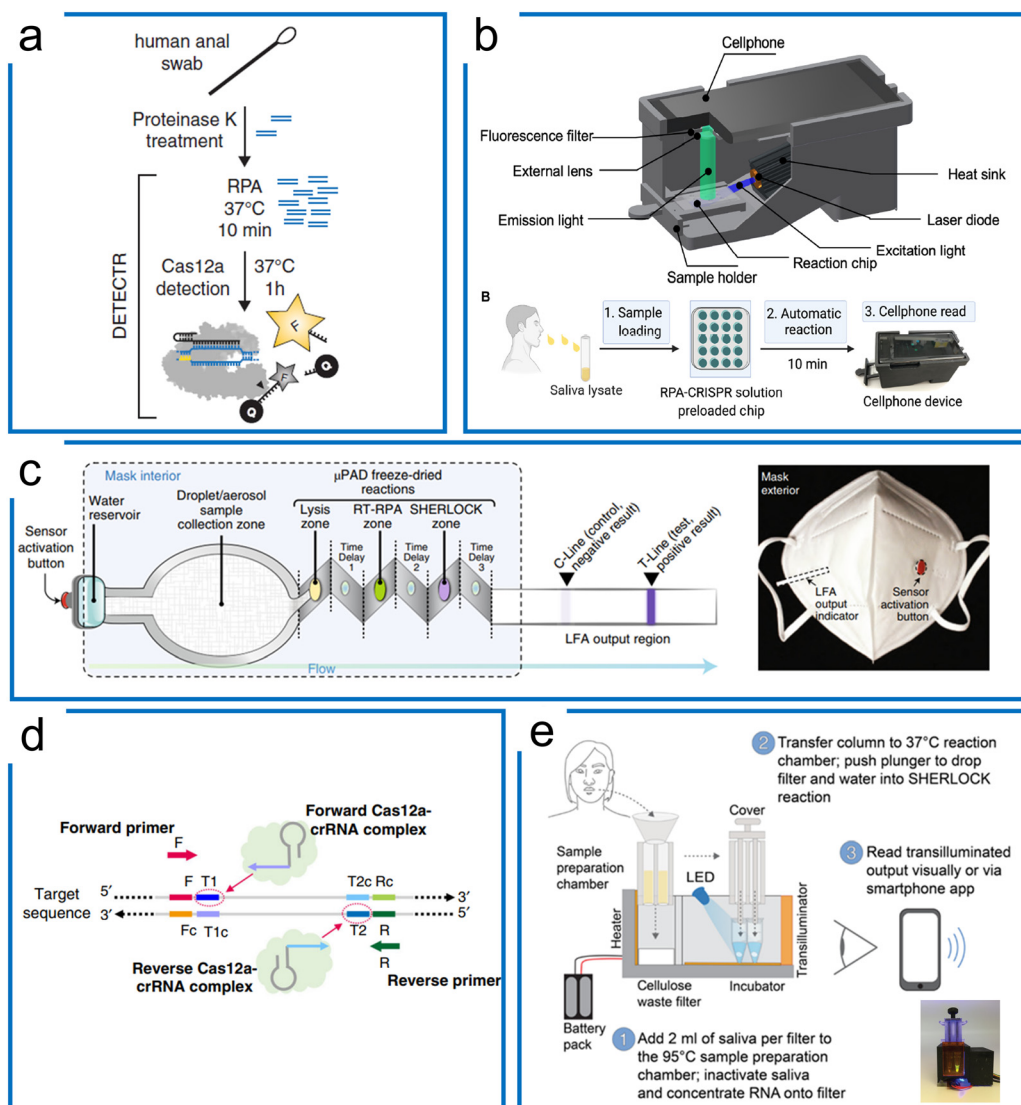 a
human anal
swab
Proteinase K
treatment
RPA
37°C
10 min
Cas12a
detection
37°C
1h
DETECTR
F
Q
F
Q
b
Cellphone
Fluorescence filter
External lens
Emission light
Sample holder
Reaction chip
Excitation light
Laser diode
Heat sink
B
1. Sample
loading
2. Automatic
reaction
3. Cellphone read
10 min
Saliva lysate
RPA-CRISPR solution
preloaded chip
Cellphone device
c
Mask interior
Water
reservoir
Sensor
activation
button
Droplet/aerosol
sample
collection zone
µPAD freeze-dried
reactions
Lysis
zone
RT-RPA
zone
SHERLOCK
zone
Time
Delay
1
Time
Delay
2
Time
Delay
3
C-Line (control,
negative result)
T-Line (test,
positive result)
LFA output region
Flow
Mask
exterior
LFA
output
indicator
Sensor
activation
button
d
Forward primer
F
Forward Cas12a-
crRNA complex
Target
sequence
5′
F
T1
T2c
Rc
3′
3′
Fc
T1c
T2
R
5′
R
Reverse Cas12a-
crRNA complex
Reverse primer
e
2 Transfer column to 37°C reaction
chamber; push plunger to drop
filter and water into SHERLOCK
reaction
Cover
Sample
preparation
chamber
LED
Heater
Transilluminator
3 Read transilluminated
output visually or via
smartphone app
Cellulose
waste filter
Incubator
Battery
pack
1 Add 2 ml of saliva per filter to
the 95°C sample preparation
chamber; inactivate saliva
and concentrate RNA onto filter